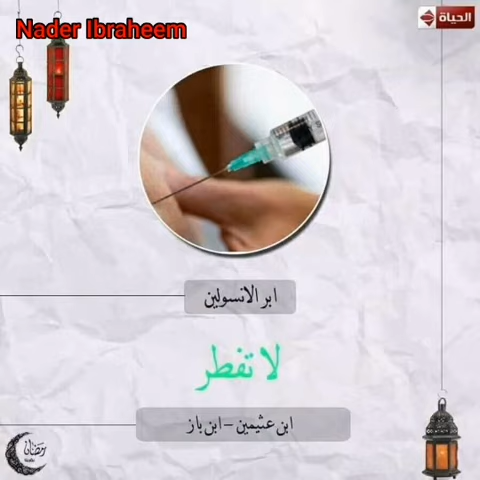 Nader Ibraheem
الحياة
ابر الانسولين
لا تفطر
ابن عثيمين - ابن باز
رمضان